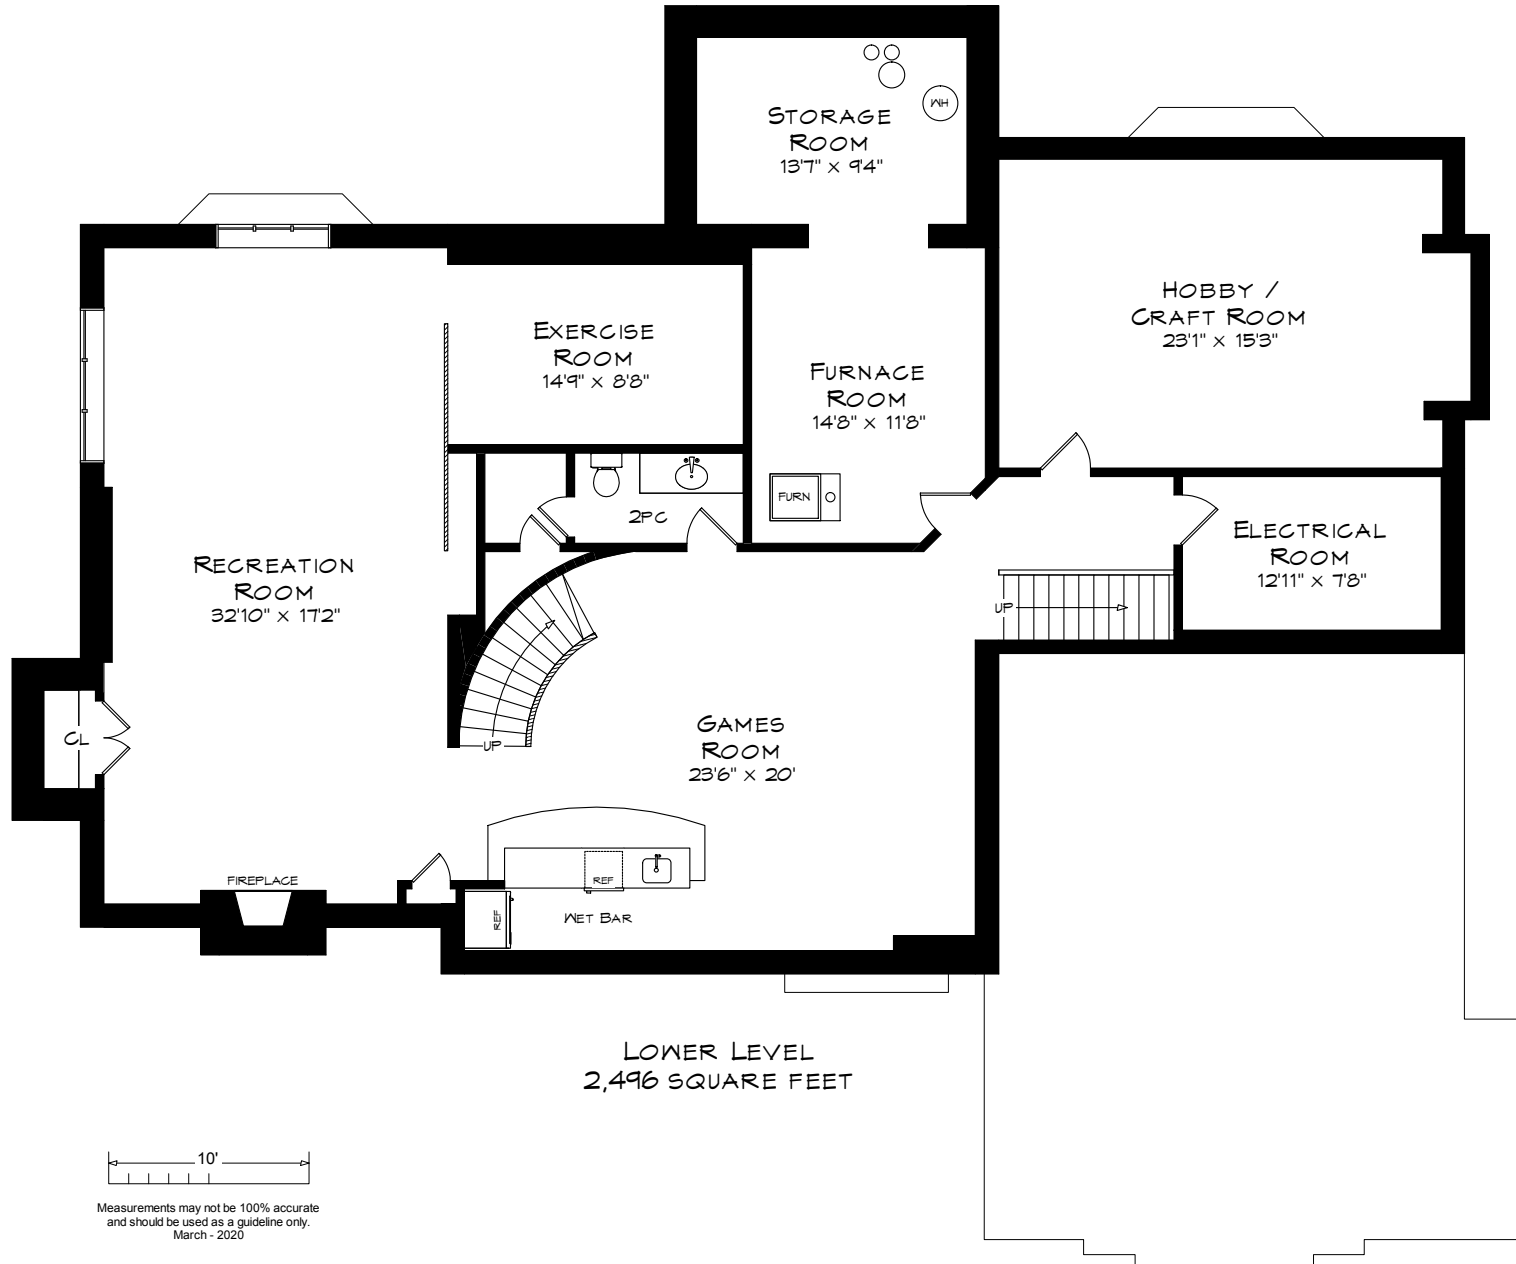 WH
STORAGE
ROOM
13'7" x 9'4"
HOBBY /
CRAFT ROOM
23'1" x 15'3"
EXERCISE
ROOM
14'9" x 8'8"
FURNACE
ROOM
14'8" x 11'8"
FURN
2PC
ELECTRICAL
ROOM
12'11" x 7'8"
RECREATION
ROOM
32'10" x 17'2"
UP
GAMES
ROOM
23'6" x 20'
CL
UP
FIREPLACE
REF
REF
WET BAR
LOWER LEVEL
2,496 SQUARE FEET
10'
Measurements may not be 100% accurate
and should be used as a guideline only.
March - 2020